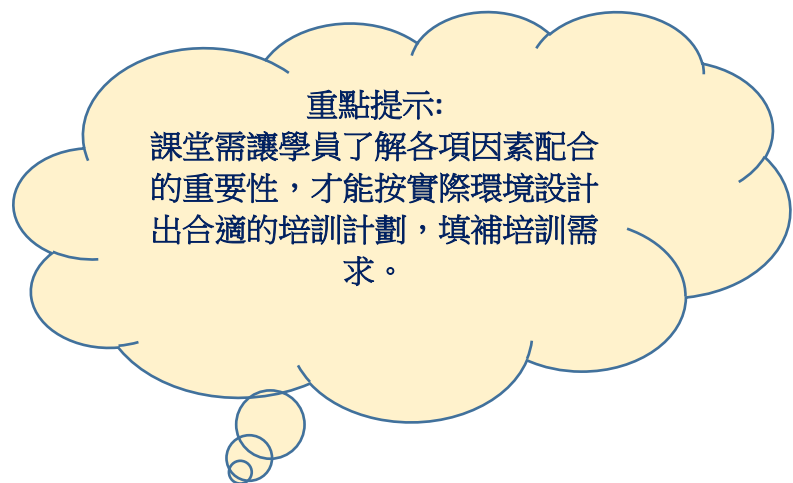 重點提示:
課堂需讓學員了解各項因素配合
的重要性，才能按實際環境設計
出合適的培訓計劃，填補培訓需
求。